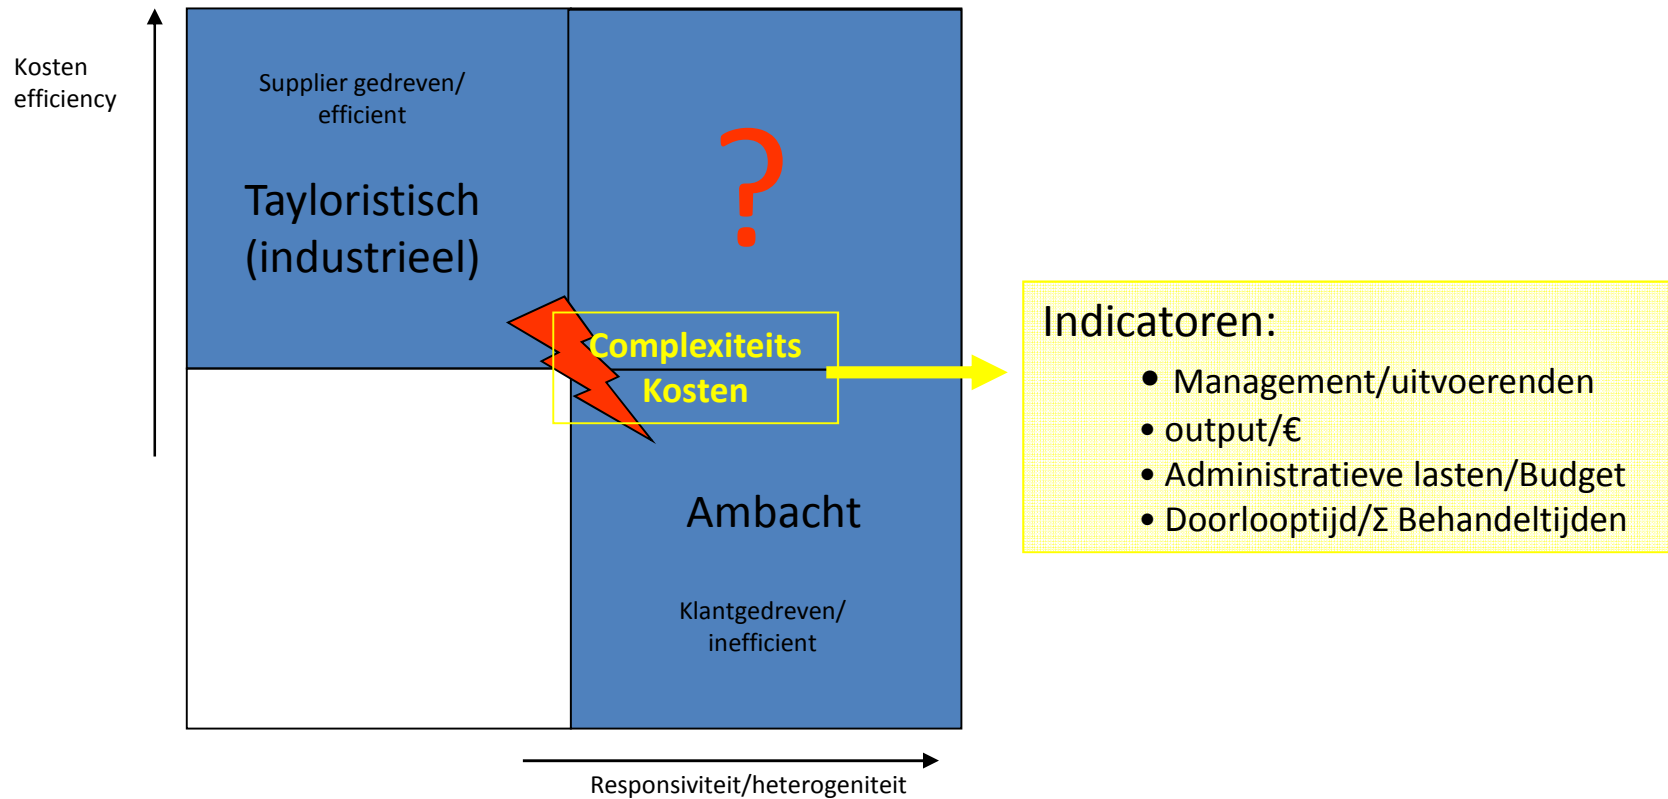 Kosten
efficiency
Supplier gedreven/
efficient
Tayloristisch
(industrieel)
?
Complexiteits
Kosten
Indicatoren:
• Management/uitvoerenden
• output/€
• Administratieve lasten/Budget
• Doorlooptijd/Σ Behandeltijden
Ambacht
Klantgedreven/
inefficient
Responsiviteit/heterogeniteit